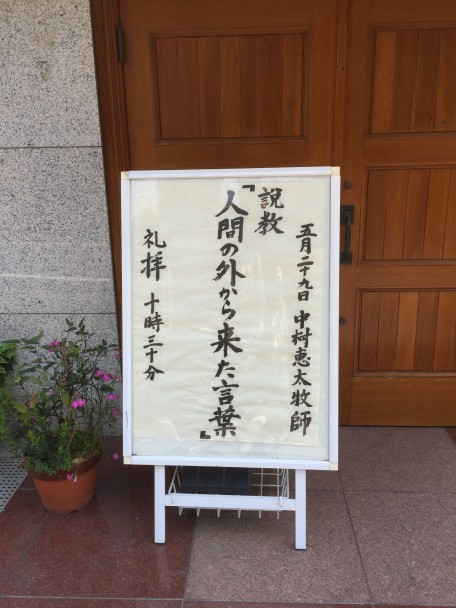 五月二十九日 中村恵太牧師
説教
「人間の外から来た言葉」
礼拝 十時三十分